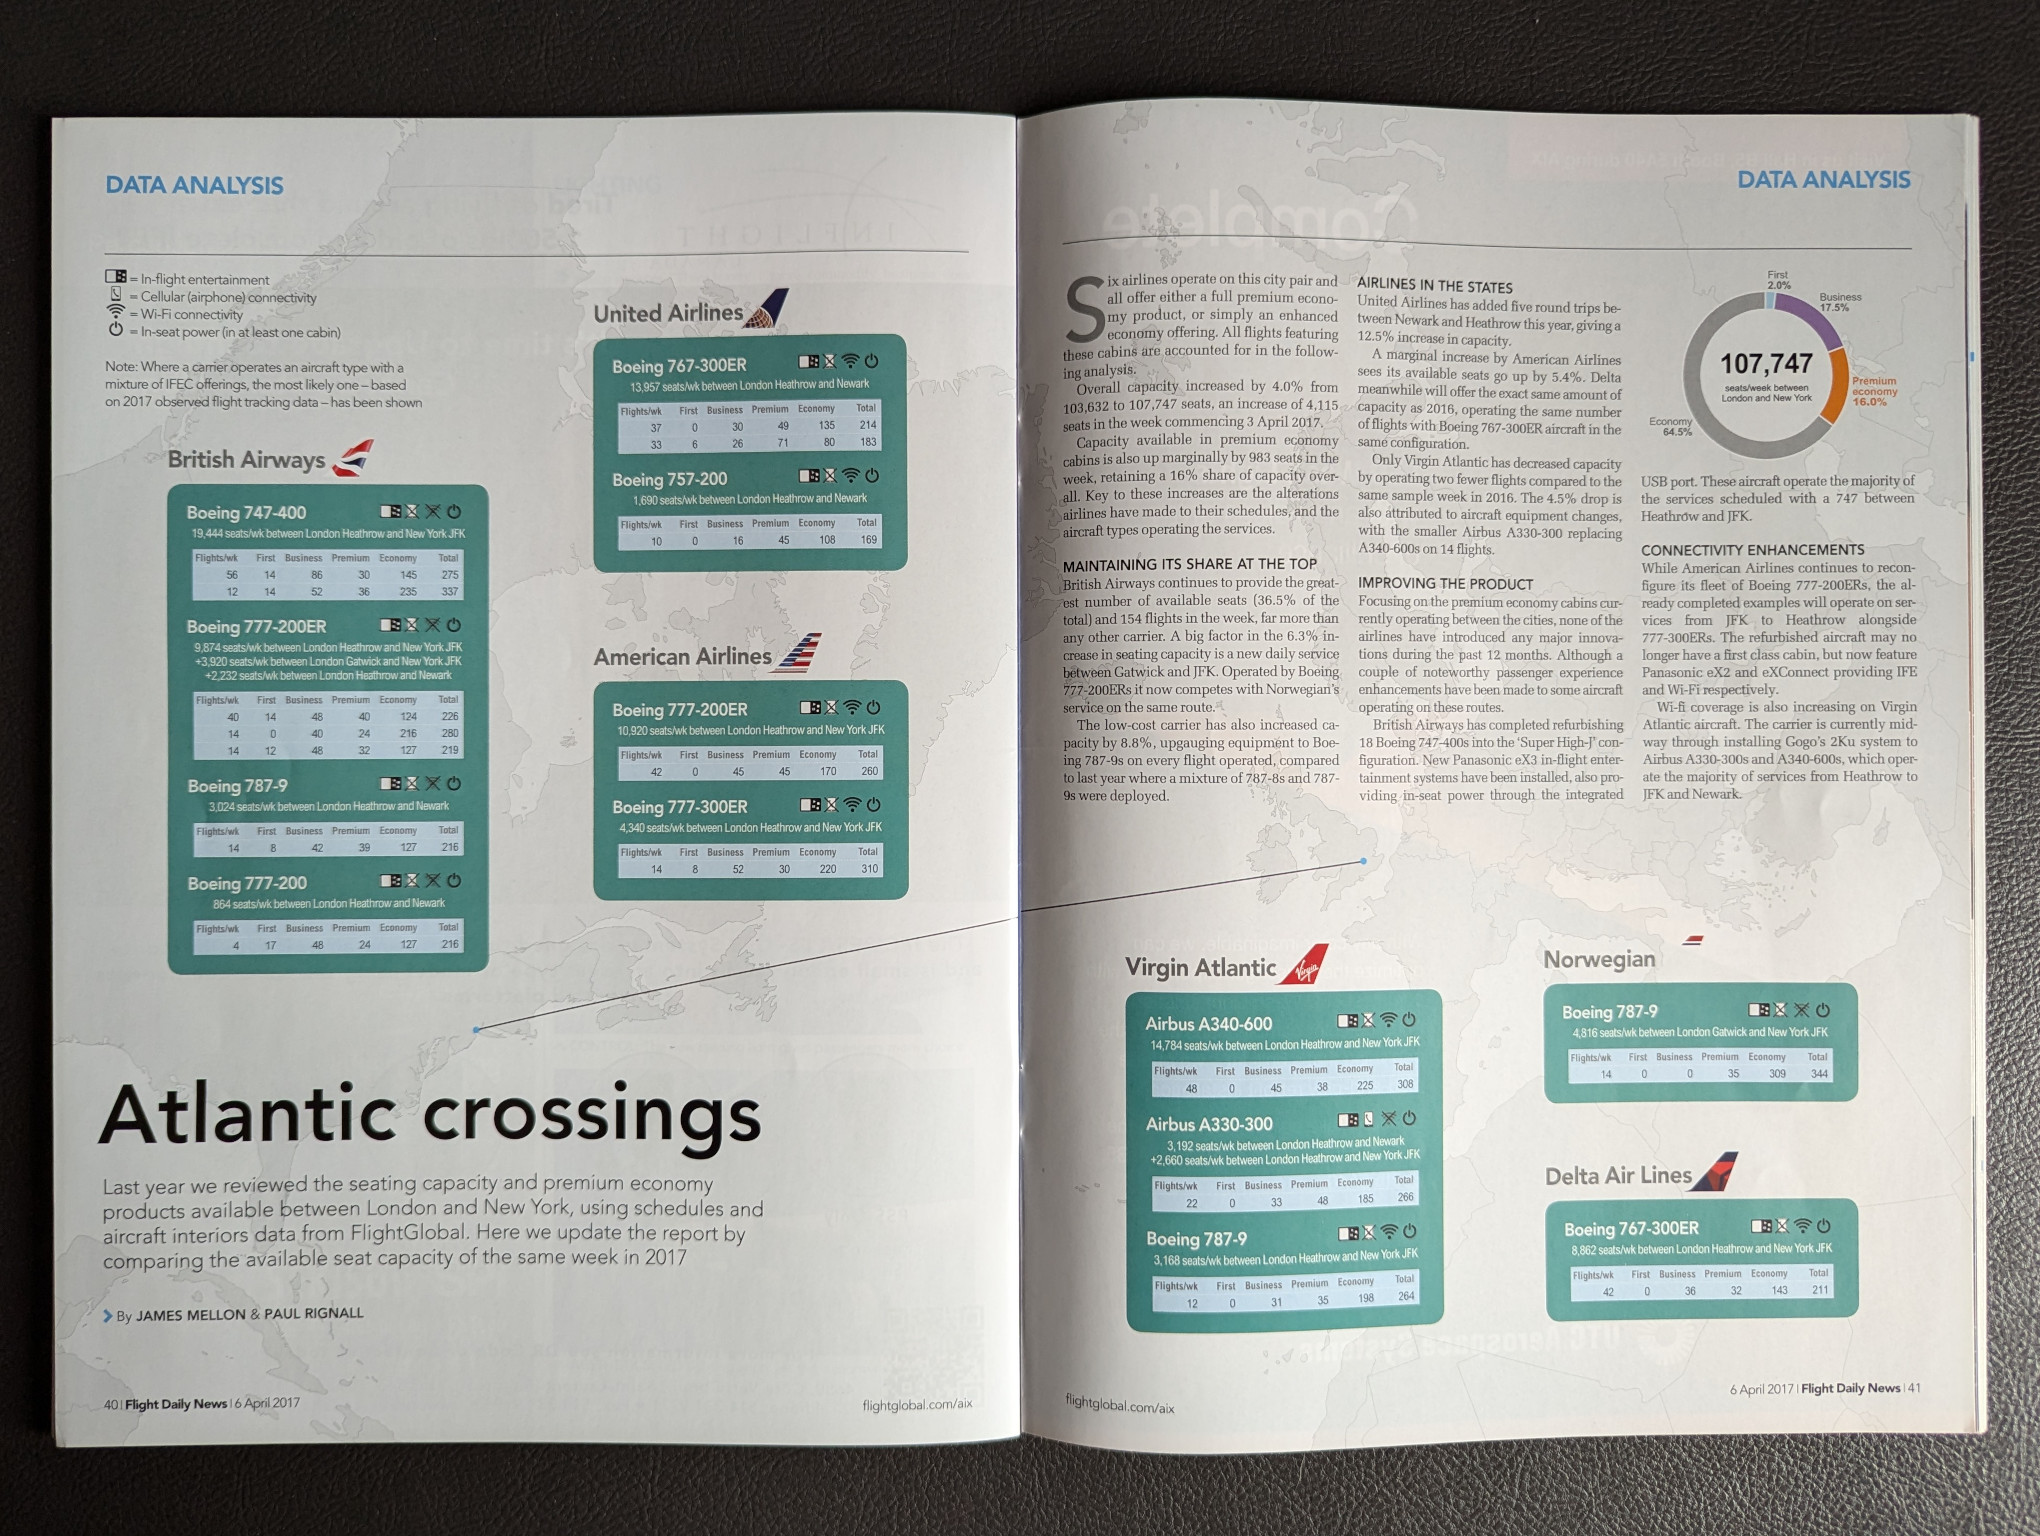 DATA ANALYSIS
= In-flight entertainment
= Cellular (airphone) connectivity
= Wi-Fi connectivity
= In-seat power (in at least one cabin)
Note: Where a carrier operates an aircraft type with a
mixture of IFEC offerings, the most likely one – based
on 2017 observed flight tracking data – has been shown
British Airways
Boeing 747-400
19,444 seats/wk between London Heathrow and New York JFK
Flights/wk First Business Premium Economy Total
56 14 86 30 145 275
12 14 52 36 235 337
Boeing 777-200ER
9,874 seats/wk between London Heathrow and New York JFK
+3,920 seats/wk between London Gatwick and New York JFK
+2,232 seats/wk between London Heathrow and Newark
Flights/wk First Business Premium Economy Total
40 14 48 40 124 226
14 0 40 24 216 280
14 12 48 32 127 219
Boeing 787-9
3,024 seats/wk between London Heathrow and Newark
Flights/wk First Business Premium Economy Total
14 8 42 39 127 216
Boeing 777-200
864 seats/wk between London Heathrow and Newark
Flights/wk First Business Premium Economy Total
4 17 48 24 127 216
United Airlines
Boeing 767-300ER
13,957 seats/wk between London Heathrow and Newark
Flights/wk First Business Premium Economy Total
37 0 30 49 135 214
33 6 26 71 80 183
Boeing 757-200
1,690 seats/wk between London Heathrow and Newark
Flights/wk First Business Premium Economy Total
10 0 16 45 108 169
American Airlines
Boeing 777-200ER
10,920 seats/wk between London Heathrow and New York JFK
Flights/wk First Business Premium Economy Total
42 0 45 45 170 260
Boeing 777-300ER
4,340 seats/wk between London Heathrow and New York JFK
Flights/wk First Business Premium Economy Total
14 8 52 30 220 310
Atlantic crossings
Last year we reviewed the seating capacity and premium economy
products available between London and New York, using schedules and
aircraft interiors data from FlightGlobal. Here we update the report by
comparing the available seat capacity of the same week in 2017
By JAMES MELLON & PAUL RIGNALL
40 | Flight Daily News | 6 April 2017
flightglobal.com/aix
DATA ANALYSIS
Six airlines operate on this city pair and
all offer either a full premium econo-
my product, or simply an enhanced
economy offering. All flights featuring
these cabins are accounted for in the follow-
ing analysis.
Overall capacity increased by 4.0% from
103,632 to 107,747 seats, an increase of 4,115
seats in the week commencing 3 April 2017.
Capacity available in premium economy
cabins is also up marginally by 983 seats in the
week, retaining a 16% share of capacity over-
all. Key to these increases are the alterations
airlines have made to their schedules, and the
aircraft types operating the services.
MAINTAINING ITS SHARE AT THE TOP
British Airways continues to provide the great-
est number of available seats (36.5% of the
total) and 154 flights in the week, far more than
any other carrier. A big factor in the 6.3% in-
crease in seating capacity is a new daily service
between Gatwick and JFK. Operated by Boeing
777-200ERs it now competes with Norwegian's
service on the same route.
The low-cost carrier has also increased ca-
pacity by 8.8%, upgauging equipment to Boe-
ing 787-9s on every flight operated, compared
to last year where a mixture of 787-8s and 787-
9s were deployed.
AIRLINES IN THE STATES
United Airlines has added five round trips be-
tween Newark and Heathrow this year, giving a
12.5% increase in capacity.
A marginal increase by American Airlines
sees its available seats go up by 5.4%. Delta
meanwhile will offer the exact same amount of
capacity as 2016, operating the same number
of flights with Boeing 767-300ER aircraft in the
same configuration.
Only Virgin Atlantic has decreased capacity
by operating two fewer flights compared to the
same sample week in 2016. The 4.5% drop is
also attributed to aircraft equipment changes,
with the smaller Airbus A330-300 replacing
A340-600s on 14 flights.
IMPROVING THE PRODUCT
Focusing on the premium economy cabins cur-
rently operating between the cities, none of the
airlines have introduced any major innova-
tions during the past 12 months. Although a
couple of noteworthy passenger experience
enhancements have been made to some aircraft
operating on these routes.
British Airways has completed refurbishing
18 Boeing 747-400s into the 'Super High-J' con-
figuration. New Panasonic eX3 in-flight enter-
tainment systems have been installed, also pro-
viding in-seat power through the integrated
First
2.0%
Business
17.5%
Premium
economy
16.0%
Economy
64.5%
107,747
seats/week between
London and New York
USB port. These aircraft operate the majority of
the services scheduled with a 747 between
Heathrow and JFK.
CONNECTIVITY ENHANCEMENTS
While American Airlines continues to recon-
figure its fleet of Boeing 777-200ERs, the al-
ready completed examples will operate on ser-
vices from JFK to Heathrow alongside
777-300ERs. The refurbished aircraft may no
longer have a first class cabin, but now feature
Panasonic eX2 and eXConnect providing IFE
and Wi-Fi respectively.
Wi-fi coverage is also increasing on Virgin
Atlantic aircraft. The carrier is currently mid-
way through installing Gogo's 2Ku system to
Airbus A330-300s and A340-600s, which oper-
ate the majority of services from Heathrow to
JFK and Newark.
Virgin Atlantic
Virgin
Airbus A340-600
14,784 seats/wk between London Heathrow and New York JFK
Flights/wk First Business Premium Economy Total
48 0 45 38 225 308
Airbus A330-300
3,192 seats/wk between London Heathrow and Newark
+2,660 seats/wk between London Heathrow and New York JFK
Flights/wk First Business Premium Economy Total
22 0 33 48 185 266
Boeing 787-9
3,168 seats/wk between London Heathrow and New York JFK
Flights/wk First Business Premium Economy Total
12 0 31 35 198 264
Norwegian
Boeing 787-9
4,816 seats/wk between London Gatwick and New York JFK
Flights/wk First Business Premium Economy Total
14 0 0 35 309 344
Delta Air Lines
Boeing 767-300ER
8,862 seats/wk between London Heathrow and New York JFK
Flights/wk First Business Premium Economy Total
42 0 36 32 143 211
flightglobal.com/aix
6 April 2017 | Flight Daily News | 41